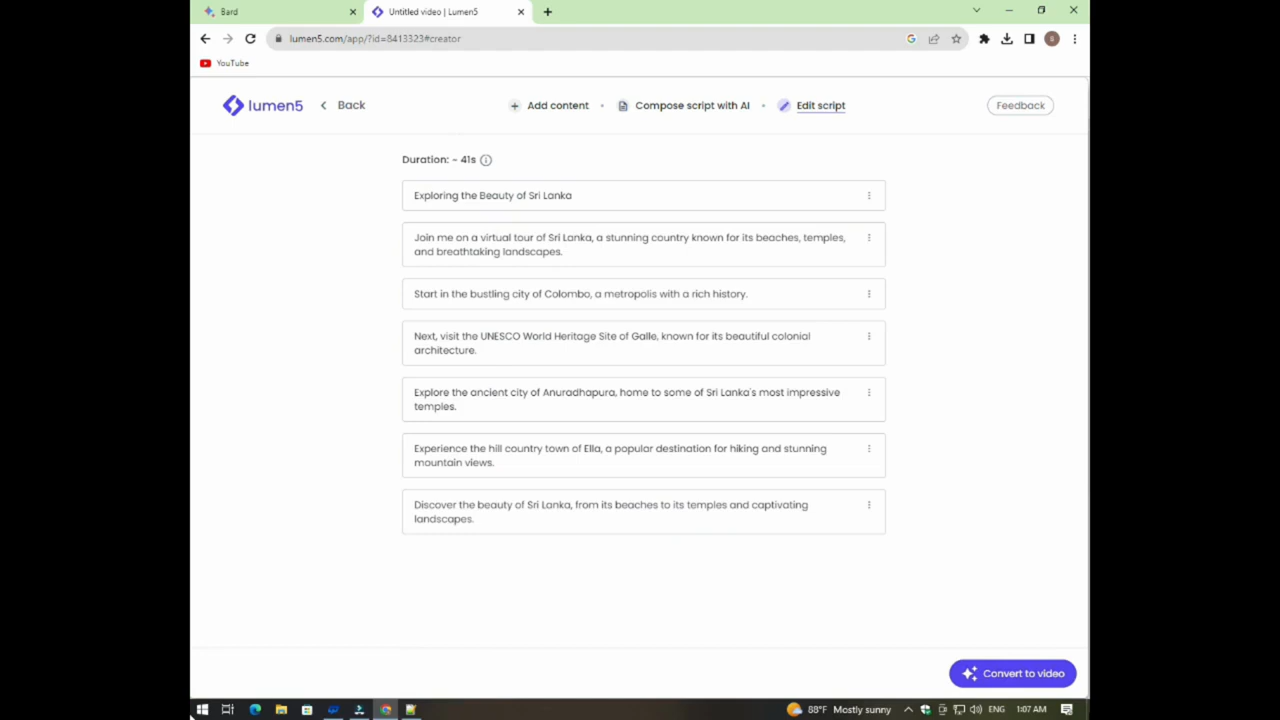 Bard
Untitled video | Lumen5
lumen5.com/app/?id=8413323#creator
YouTube
lumen5
Back
Add content
Compose script with AI
Edit script
Feedback
Duration: ~ 41s
Exploring the Beauty of Sri Lanka
Join me on a virtual tour of Sri Lanka, a stunning country known for its beaches, temples,
and breathtaking landscapes.
Start in the bustling city of Colombo, a metropolis with a rich history.
Next, visit the UNESCO World Heritage Site of Galle, known for its beautiful colonial
architecture.
Explore the ancient city of Anuradhapura, home to some of Sri Lanka's most impressive
temples.
Experience the hill country town of Ella, a popular destination for hiking and stunning
mountain views.
Discover the beauty of Sri Lanka, from its beaches to its temples and captivating
landscapes.
Convert to video
88°F Mostly sunny
ENG
1:07 AM